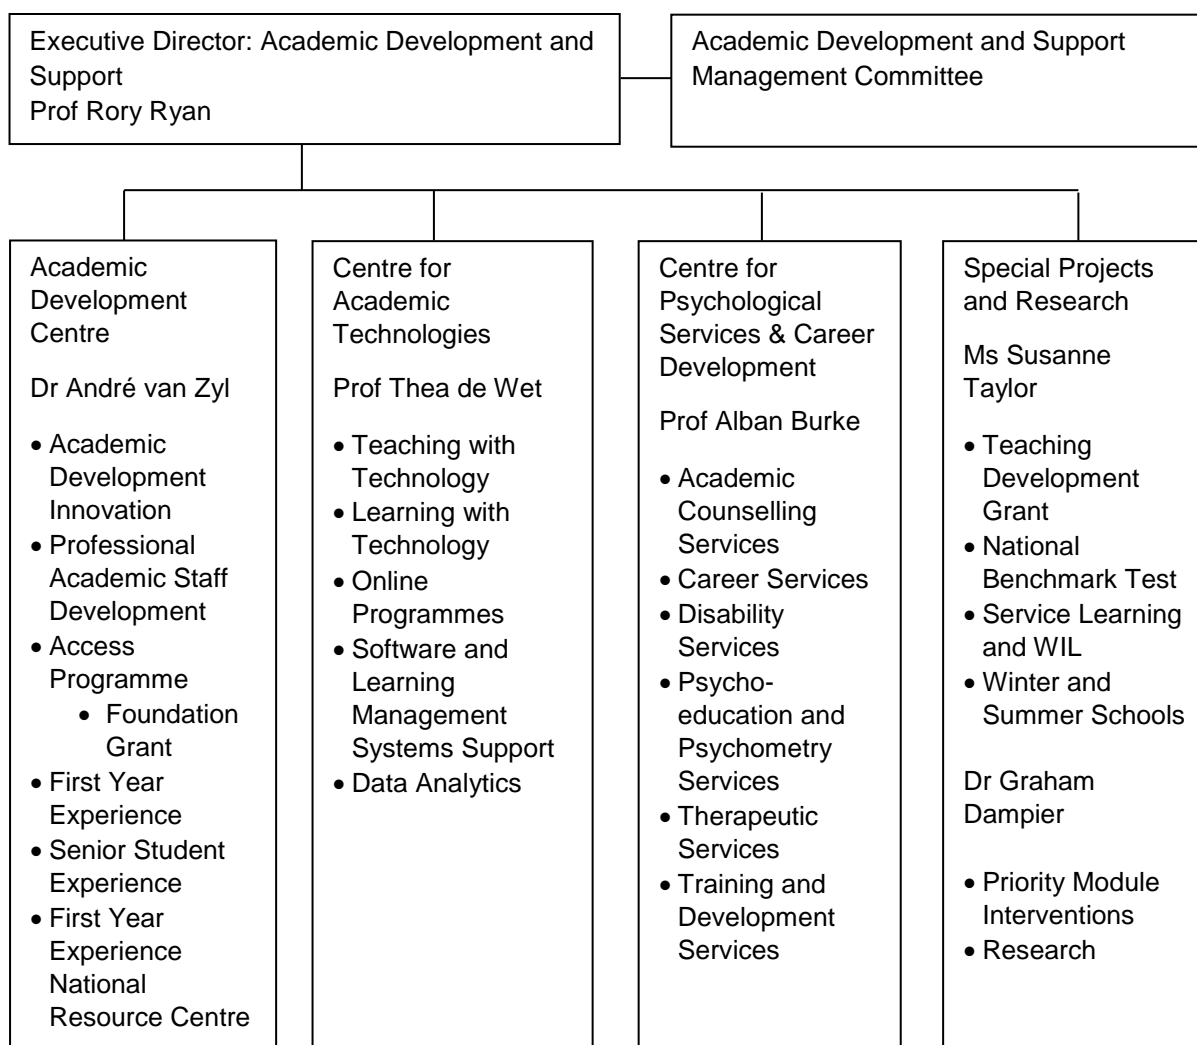 Executive Director: Academic Development and
Support
Prof Rory Ryan
Academic Development and Support
Management Committee
Academic
Development
Centre
Dr André van Zyl
• Academic
Development
Innovation
• Professional
Academic Staff
Development
• Access
Programme
• Foundation
Grant
• First Year
Experience
• Senior Student
Experience
• First Year
Experience
National
Resource Centre
Centre for
Academic
Technologies
Prof Thea de Wet
• Teaching with
Technology
• Learning with
Technology
• Online
Programmes
• Software and
Learning
Management
Systems Support
• Data Analytics
Centre for
Psychological
Services & Career
Development
Prof Alban Burke
• Academic
Counselling
Services
• Career Services
• Disability
Services
• Psycho-
education and
Psychometry
Services
• Therapeutic
Services
• Training and
Development
Services
Special Projects
and Research
Ms Susanne
Taylor
• Teaching
Development
Grant
• National
Benchmark Test
• Service Learning
and WIL
• Winter and
Summer Schools
Dr Graham
Dampier
• Priority Module
Interventions
• Research